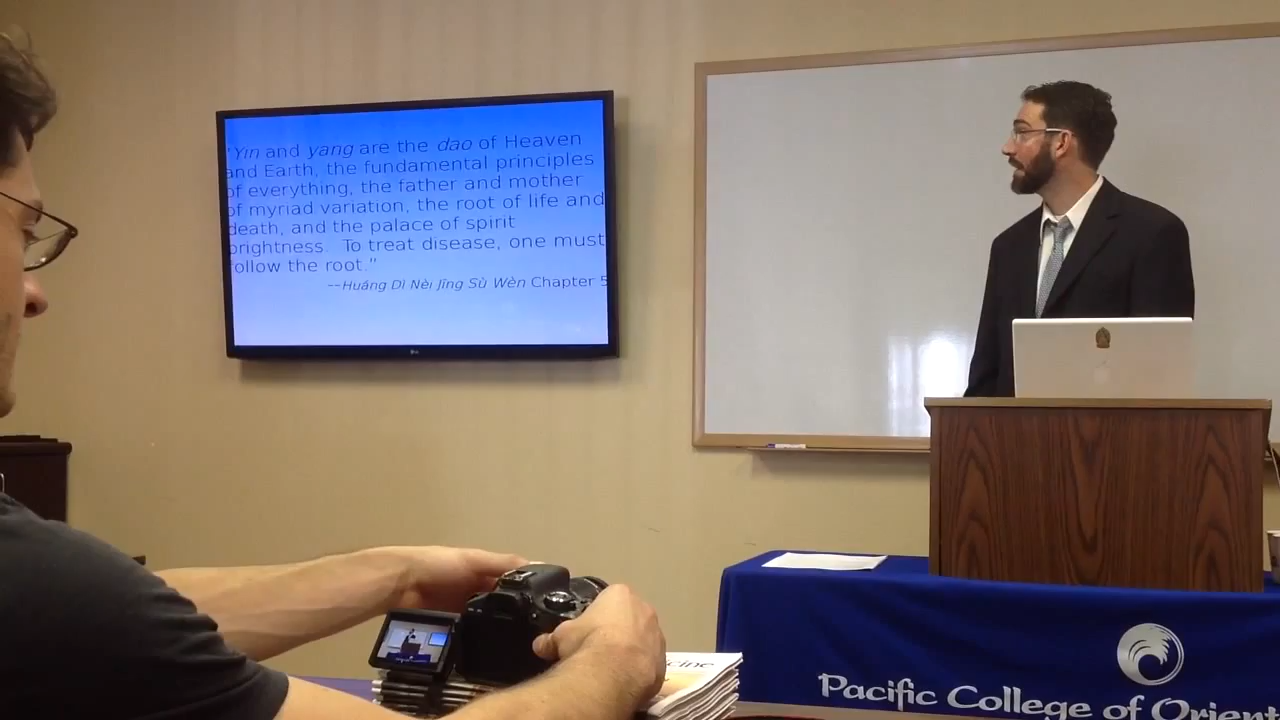 "Yin and yang are the dao of Heaven
and Earth, the fundamental principles
of everything, the father and mother
of myriad variation, the root of life and
death, and the palace of spirit
brightness. To treat disease, one must
follow the root."
--Huáng Dì Nèi Jīng Sù Wèn Chapter 5
LG
Pacific College of Orient